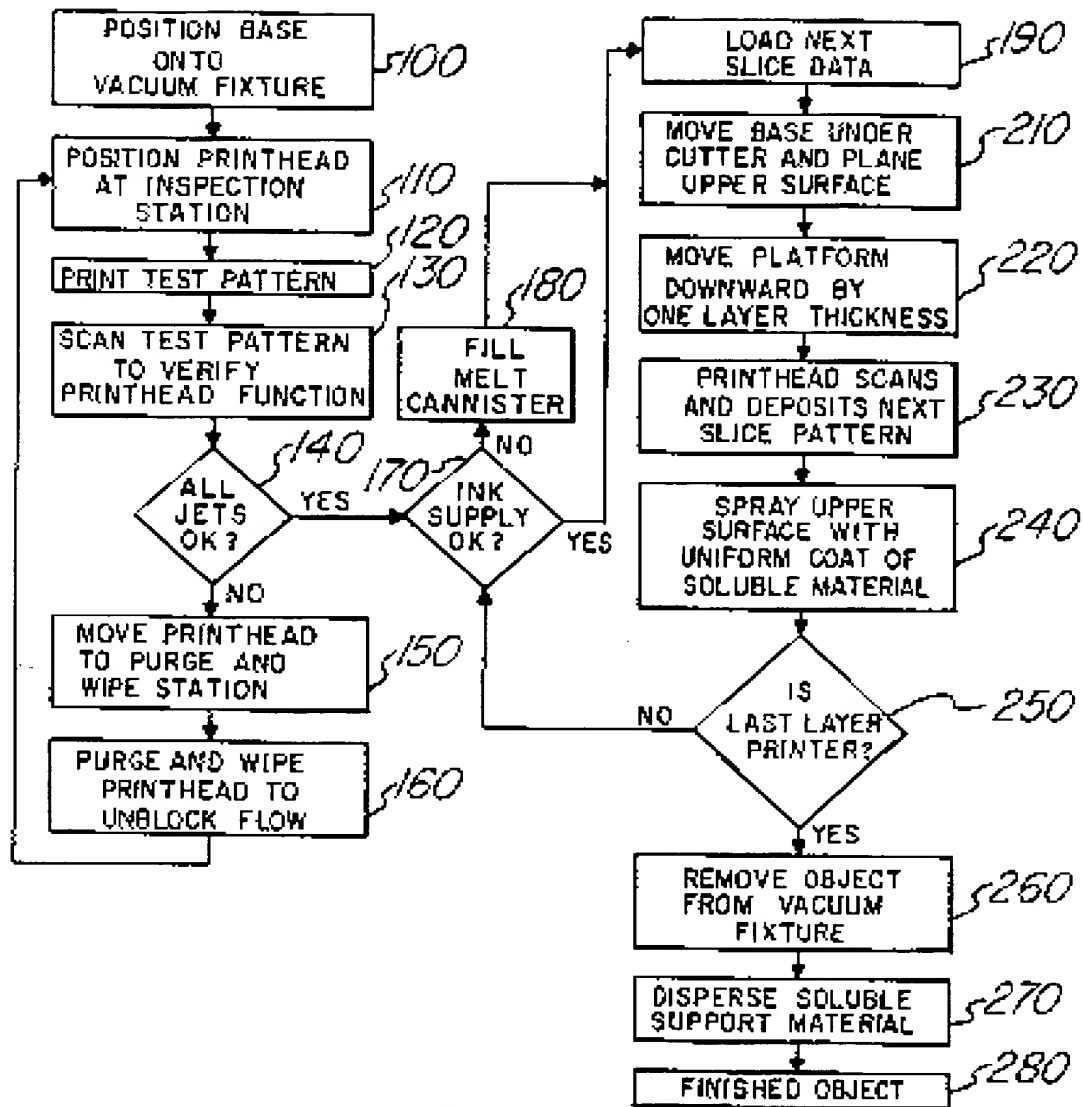 POSITION BASE
ONTO
VACUUM FIXTURE
100
POSITION PRINTHEAD
AT INSPECTION
STATION
110
PRINT TEST PATTERN
120
SCAN TEST PATTERN
TO VERIFY
PRINTHEAD FUNCTION
130
ALL
JETS
OK?
140
YES
NO
MOVE PRINTHEAD
TO PURGE AND
WIPE STATION
150
PURGE AND WIPE
PRINTHEAD TO
UNBLOCK FLOW
160
170
INK
SUPPLY
OK?
NO
YES
180
FILL
MELT
CANNISTER
LOAD NEXT
SLICE DATA
190
MOVE BASE UNDER
CUTTER AND PLANE
UPPER SURFACE
210
MOVE PLATFORM
DOWNWARD BY
ONE LAYER THICKNESS
220
PRINTHEAD SCANS
AND DEPOSITS NEXT
SLICE PATTERN
230
SPRAY UPPER
SURFACE WITH
UNIFORM COAT OF
SOLUBLE MATERIAL
240
IS
LAST LAYER
PRINTER?
250
NO
YES
REMOVE OBJECT
FROM VACUUM
FIXTURE
260
DISPERSE SOLUBLE
SUPPORT MATERIAL
270
FINISHED OBJECT
280